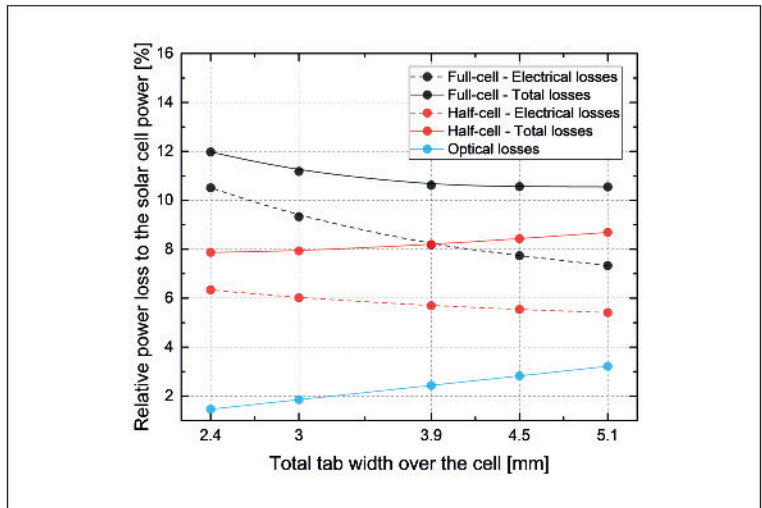 Relative power loss to the solar cell power [%]
16
14
12
10
8
6
4
2
Full-cell - Electrical losses
Full-cell - Total losses
Half-cell - Electrical losses
Half-cell - Total losses
Optical losses
2.4 3 3.9 4.5 5.1
Total tab width over the cell [mm]